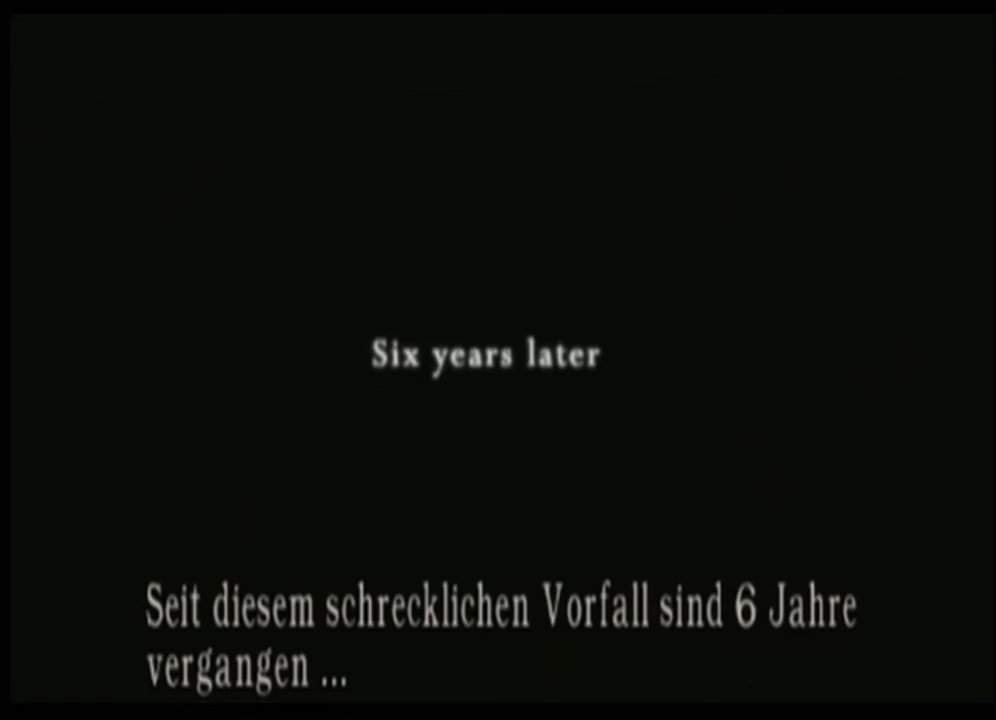 Six years later
Seit diesem schrecklichen Vorfall sind 6 Jahre
vergangen ...